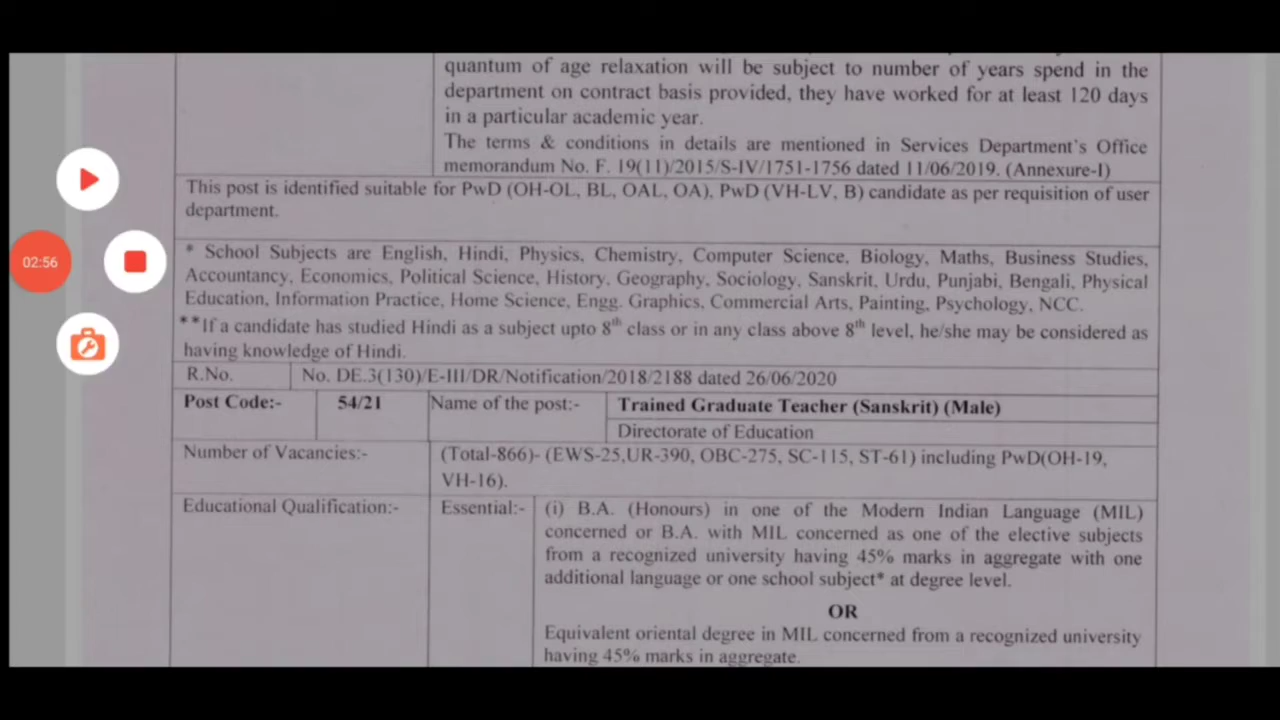 quantum of age relaxation will be subject to number of years spend in the
department on contract basis provided, they have worked for at least 120 days
in a particular academic year.
The terms & conditions in details are mentioned in Services Department's Office
memorandum No. F. 19(11)/2015/S-IV/1751-1756 dated 11/06/2019. (Annexure-I)
This post is identified suitable for PwD (OH-OL, BL, OAL, OA), PwD (VH-LV, B) candidate as per requisition of user
department.
* School Subjects are English, Hindi, Physics, Chemistry, Computer Science, Biology, Maths, Business Studies,
Accountancy, Economics, Political Science, History, Geography, Sociology, Sanskrit, Urdu, Punjabi, Bengali, Physical
Education, Information Practice, Home Science, Engg. Graphics, Commercial Arts, Painting, Psychology, NCC.
**If a candidate has studied Hindi as a subject upto 8th class or in any class above 8th level, he/she may be considered as
having knowledge of Hindi.
R.No. No. DE.3(130)/E-III/DR/Notification/2018/2188 dated 26/06/2020
Post Code:- 54/21 Name of the post:- Trained Graduate Teacher (Sanskrit) (Male)
Directorate of Education
Number of Vacancies:- (Total-866)- (EWS-25,UR-390, OBC-275, SC-115, ST-61) including PwD(OH-19,
VH-16).
Educational Qualification:- Essential:- (i) B.A. (Honours) in one of the Modern Indian Language (MIL)
concerned or B.A. with MIL concerned as one of the elective subjects
from a recognized university having 45% marks in aggregate with one
additional language or one school subject* at degree level.
OR
Equivalent oriental degree in MIL concerned from a recognized university
having 45% marks in aggregate.
02:56